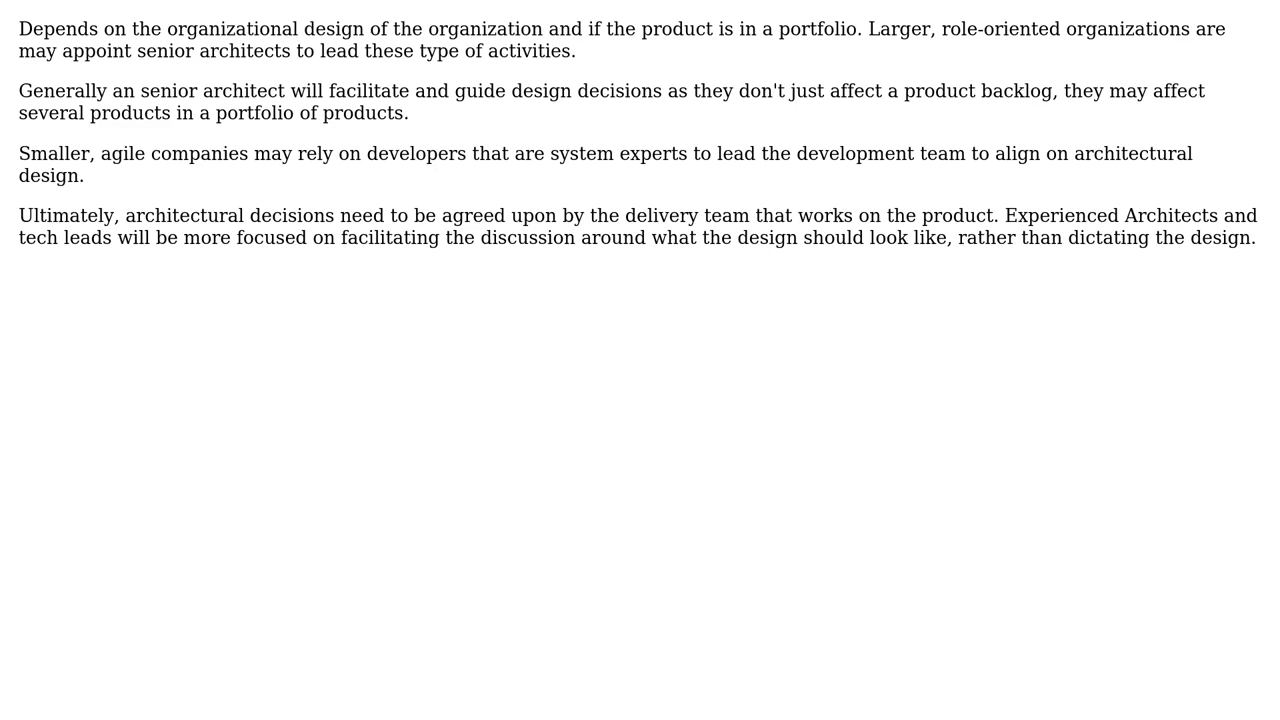 Depends on the organizational design of the organization and if the product is in a portfolio. Larger, role-oriented organizations are
may appoint senior architects to lead these type of activities.
Generally an senior architect will facilitate and guide design decisions as they don't just affect a product backlog, they may affect
several products in a portfolio of products.
Smaller, agile companies may rely on developers that are system experts to lead the development team to align on architectural
design.
Ultimately, architectural decisions need to be agreed upon by the delivery team that works on the product. Experienced Architects and
tech leads will be more focused on facilitating the discussion around what the design should look like, rather than dictating the design.